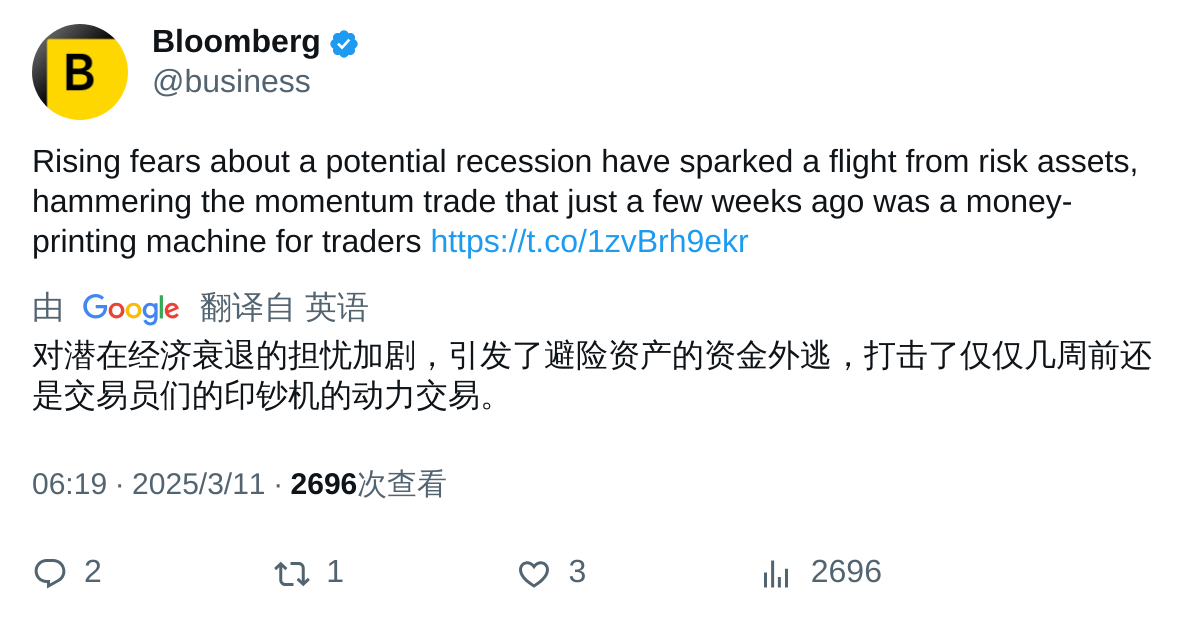 B
Bloomberg
@business
Rising fears about a potential recession have sparked a flight from risk assets,
hammering the momentum trade that just a few weeks ago was a money-
printing machine for traders https://t.co/1zvBrh9ekr
由 Google 翻译自 英语
对潜在经济衰退的担忧加剧，引发了避险资产的资金外逃，打击了仅仅几周前还
是交易员们的印钞机的动力交易。
06:19 · 2025/3/11 · 2696次查看
2 1 3 2696